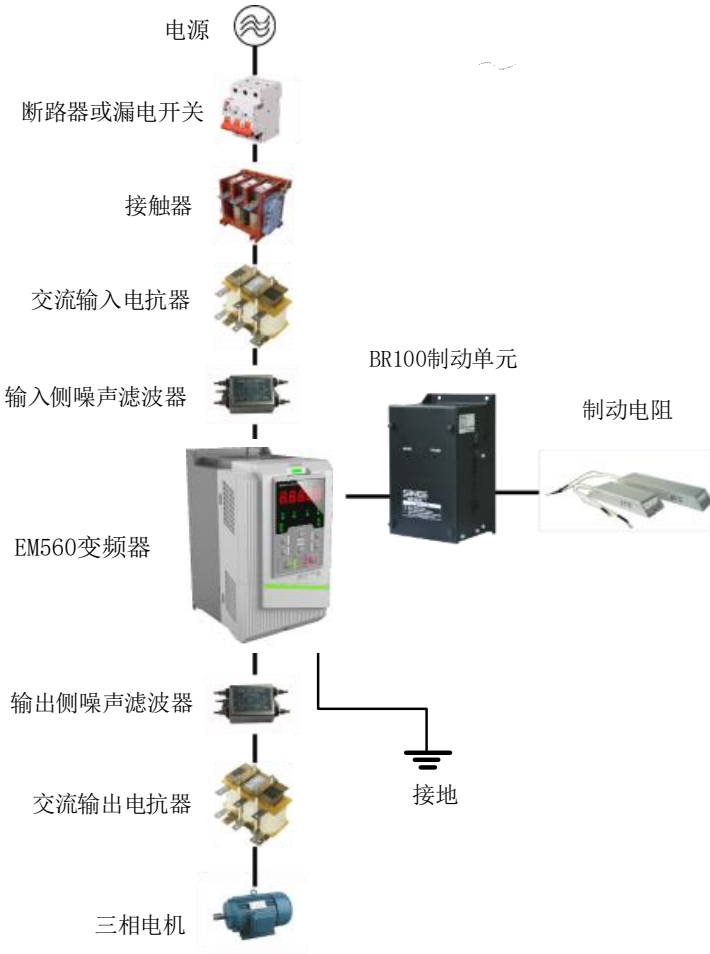 电源
断路器或漏电开关
接触器
交流输入电抗器
BR100制动单元
输入侧噪声滤波器
制动电阻
SINEE
EM560变频器
输出侧噪声滤波器
接地
交流输出电抗器
三相电机